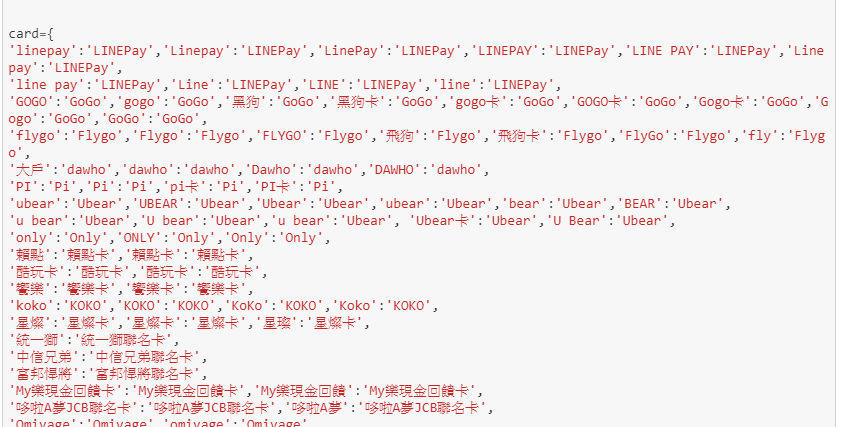 card={
'linepay':'LINEPay','Linepay':'LINEPay','LinePay':'LINEPay','LINEPAY':'LINEPay','LINE PAY':'LINEPay','Line
pay':'LINEPay',
'line pay':'LINEPay','Line':'LINEPay','LINE':'LINEPay','line':'LINEPay',
'GOGO':'GoGo','gogo':'GoGo','黑狗':'GoGo','黑狗卡':'GoGo','gogo卡':'GoGo','GOGO卡':'GoGo','Gogo卡':'GoGo','G
ogo':'GoGo','GoGo':'GoGo',
'flygo':'Flygo','Flygo':'Flygo','FLYGO':'Flygo','飛狗':'Flygo','飛狗卡':'Flygo','FlyGo':'Flygo','fly':'Flyg
o',
'大戶':'dawho','dawho':'dawho','Dawho':'dawho','DAWHO':'dawho',
'PI':'Pi','Pi':'Pi','pi卡':'Pi','PI卡':'Pi',
'ubear':'Ubear','UBEAR':'Ubear','Ubear':'Ubear','ubear':'Ubear','bear':'Ubear','BEAR':'Ubear',
'u bear':'Ubear','U bear':'Ubear','u bear':'Ubear', 'Ubear卡':'Ubear','U Bear':'Ubear',
'only':'Only','ONLY':'Only','Only':'Only',
'賴點':'賴點卡','賴點卡':'賴點卡',
'酷玩卡':'酷玩卡','酷玩卡':'酷玩卡',
'饗樂':'饗樂卡','饗樂卡':'饗樂卡',
'koko':'KOKO','KOKO':'KOKO','KoKo':'KOKO','Koko':'KOKO',
'星燦':'星燦卡','星燦卡':'星燦卡','星璨':'星燦卡',
'統一獅':'統一獅聯名卡',
'中信兄弟':'中信兄弟聯名卡',
'富邦悍將':'富邦悍將聯名卡',
'My樂現金回饋卡':'My樂現金回饋卡','My樂現金回饋':'My樂現金回饋卡',
'哆啦A夢JCB聯名卡':'哆啦A夢JCB聯名卡','哆啦A夢':'哆啦A夢JCB聯名卡',
'Omiyage':'Omiyage','omiyage':'Omiyage'